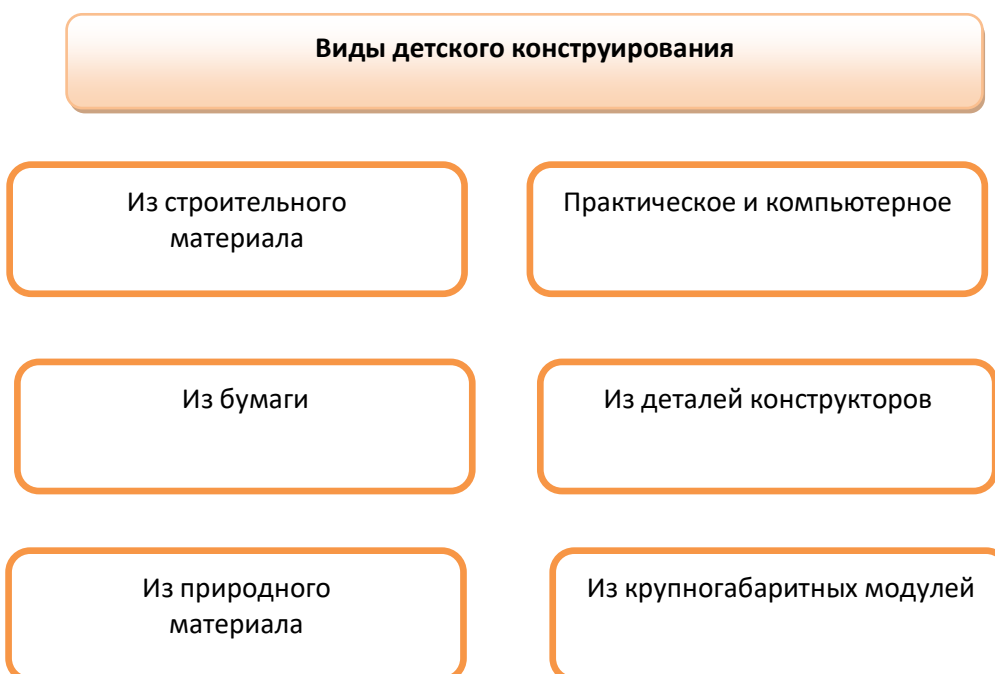 Виды детского конструирования
Из строительного
материала
Практическое и компьютерное
Из бумаги
Из деталей конструкторов
Из природного
материала
Из крупногабаритных модулей